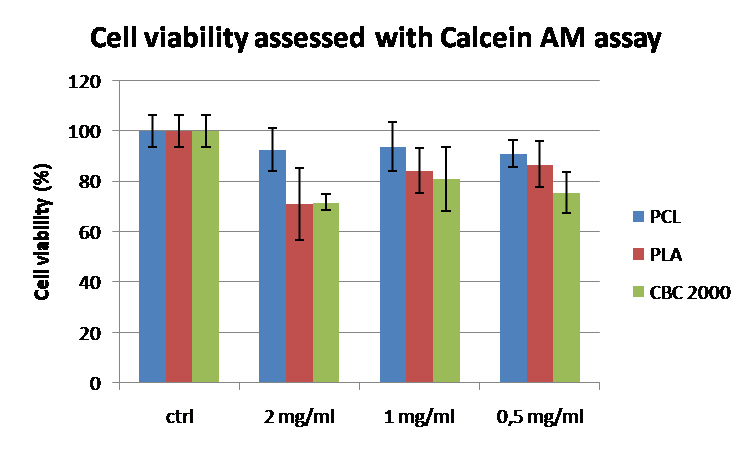 Cell viability assessed with Calcein AM assay
Cell viability (%)
120
100
80
60
40
20
0
ctrl 2 mg/ml 1 mg/ml 0,5 mg/ml
PCL
PLA
CBC 2000